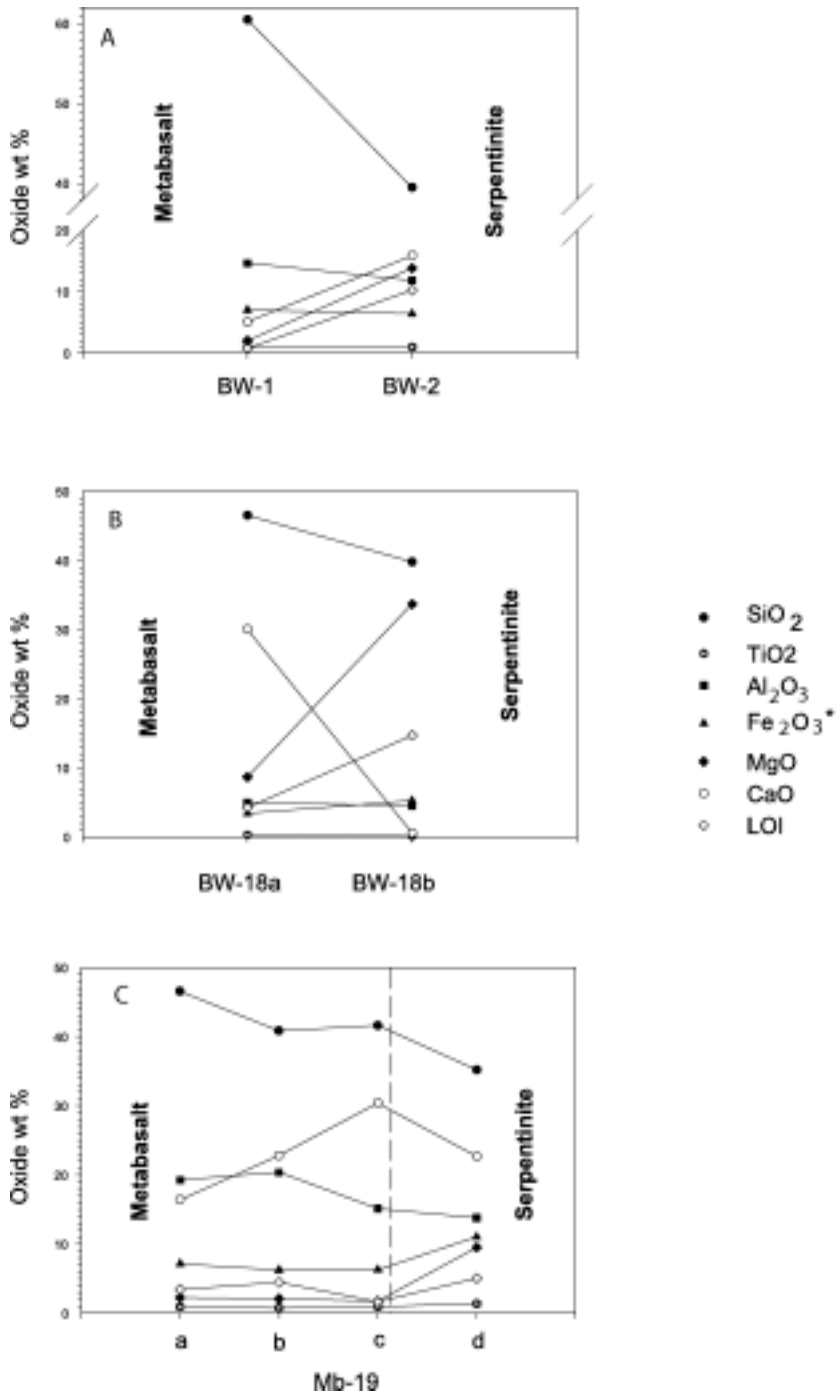 A
60
50
40
20
10
0
Oxide wt %
Metabasalt
Serpentinite
BW-1 BW-2
B
50
40
30
20
10
0
Oxide wt %
Metabasalt
Serpentinite
BW-18a BW-18b
SiO2
TiO2
Al2O3
Fe2O3*
MgO
CaO
LOI
C
50
40
30
20
10
0
Oxide wt %
Metabasalt
Serpentinite
a b c d
Mb-19